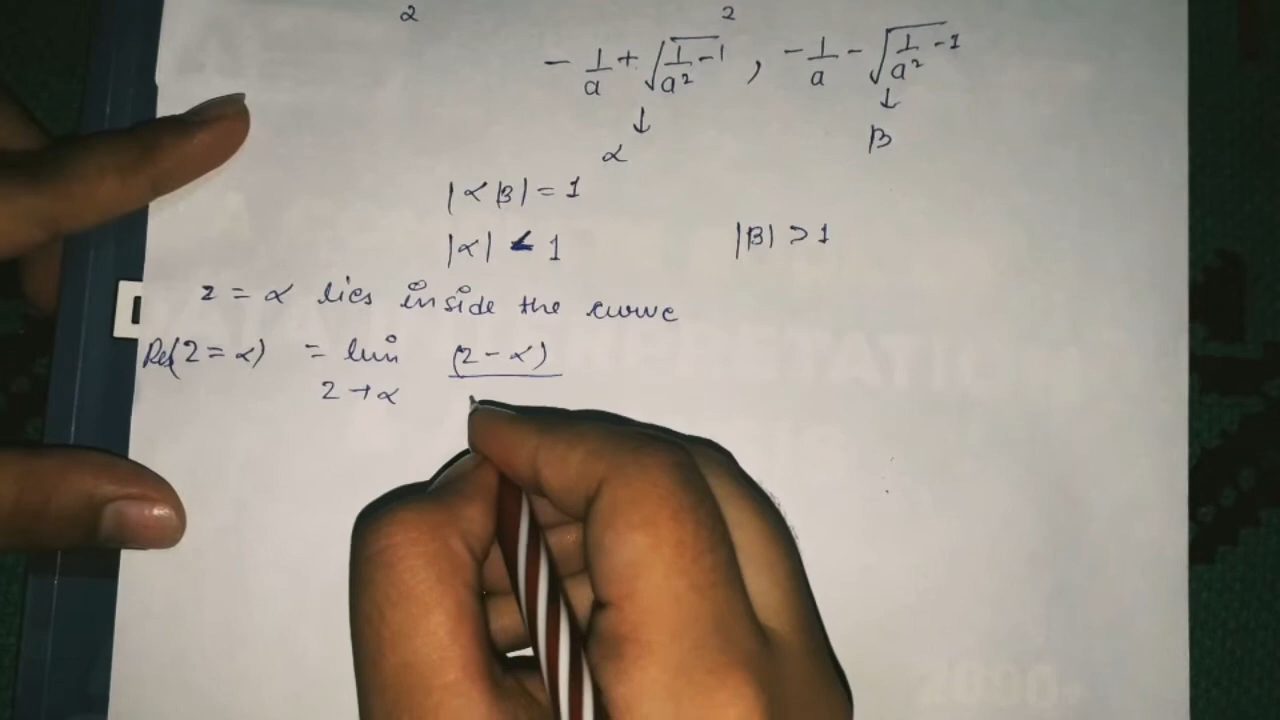 2 2
- 1/a + √(1/a² - 1) , - 1/a - √(1/a² - 1)
↓ ↓
α β
|αβ| = 1
|α| < 1 |β| > 1
z = α lies inside the curve
Res(z = α) = lim (z - α)
z → α